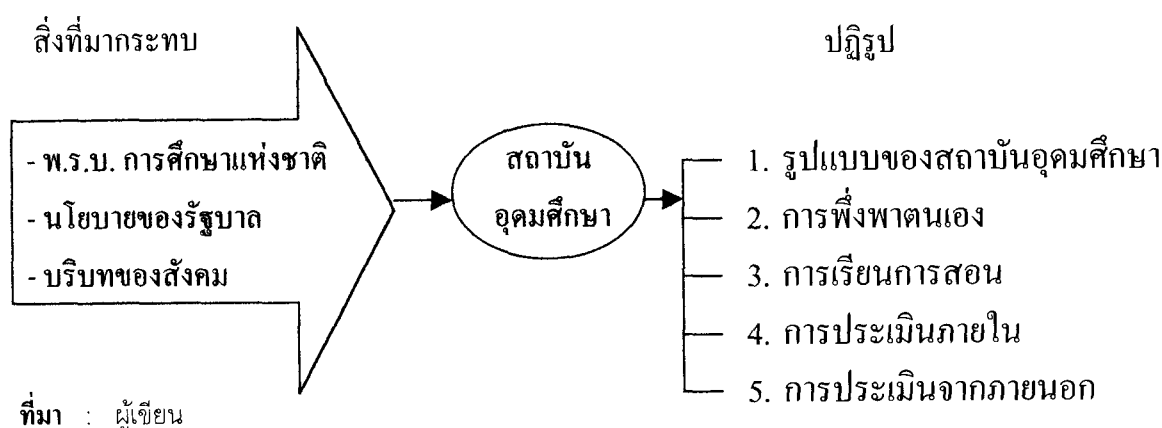 สิ่งที่มากระทบ
- พ.ร.บ. การศึกษาแห่งชาติ
- นโยบายของรัฐบาล
- บริบทของสังคม
สถาบัน
อุดมศึกษา
ปฏิรูป
1. รูปแบบของสถาบันอุดมศึกษา
2. การพึ่งพาตนเอง
3. การเรียนการสอน
4. การประเมินภายใน
5. การประเมินจากภายนอก
ที่มา : ผู้เขียน